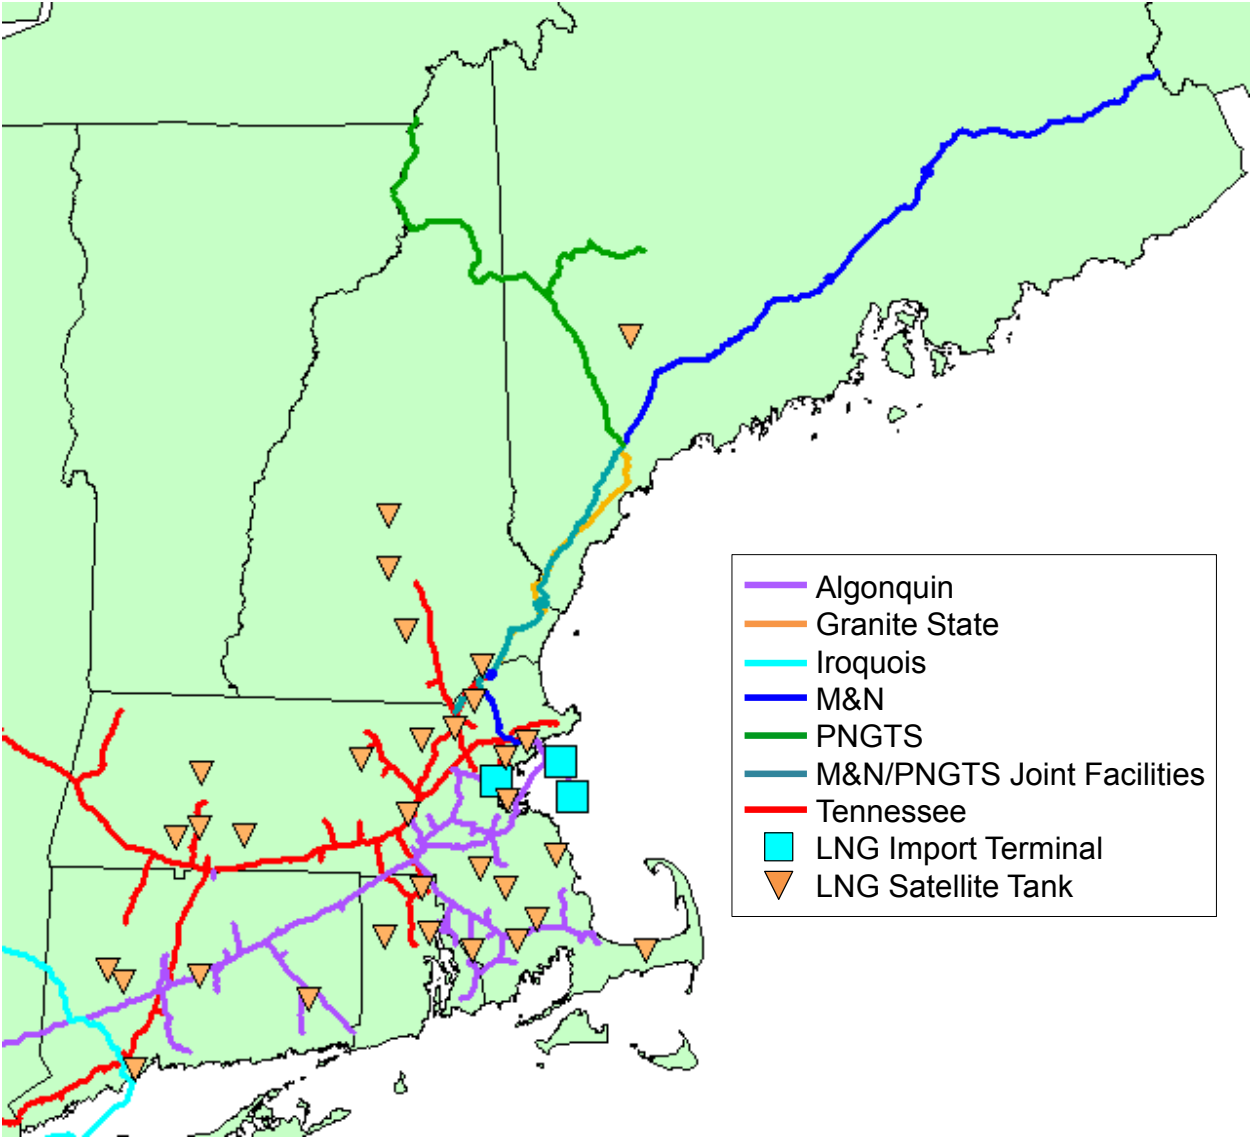 Algonquin
Granite State
Iroquois
M&N
PNGTS
M&N/PNGTS Joint Facilities
Tennessee
LNG Import Terminal
LNG Satellite Tank